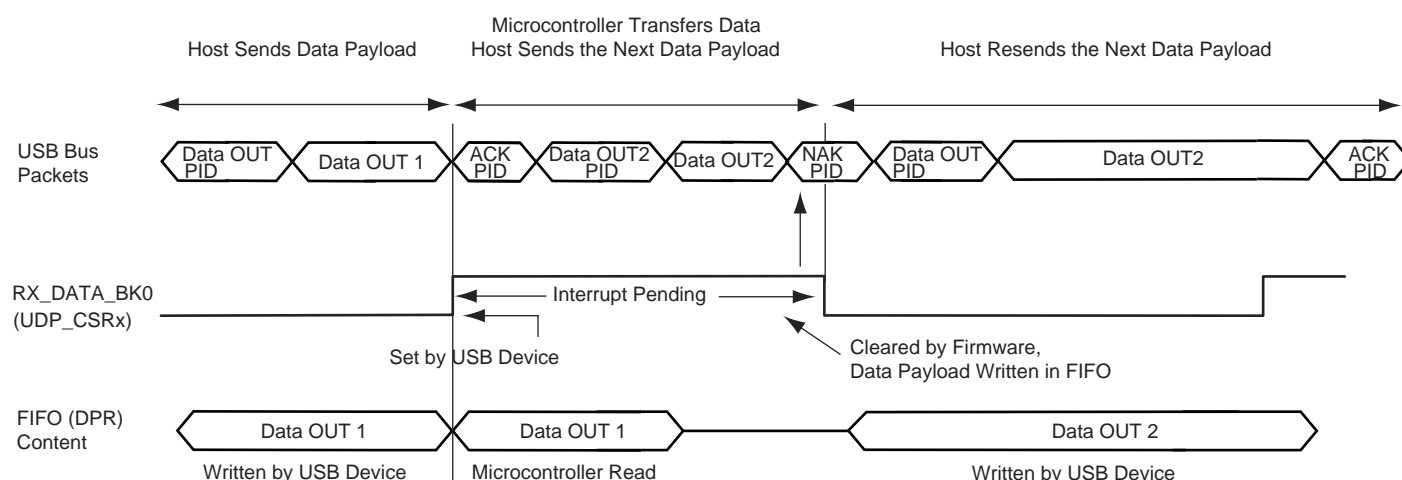 Microcontroller Transfers Data
Host Sends Data Payload
Host Sends the Next Data Payload
Host Resends the Next Data Payload
USB Bus
Packets
Data OUT
PID
Data OUT 1
ACK
PID
Data OUT2
PID
Data OUT2
NAK
PID
Data OUT
PID
Data OUT2
ACK
PID
RX_DATA_BK0
(UDP_CSRx)
Interrupt Pending
Set by USB Device
Cleared by Firmware,
Data Payload Written in FIFO
FIFO (DPR)
Content
Data OUT 1
Data OUT 1
Data OUT 2
Written by USB Device
Microcontroller Read
Written by USB Device